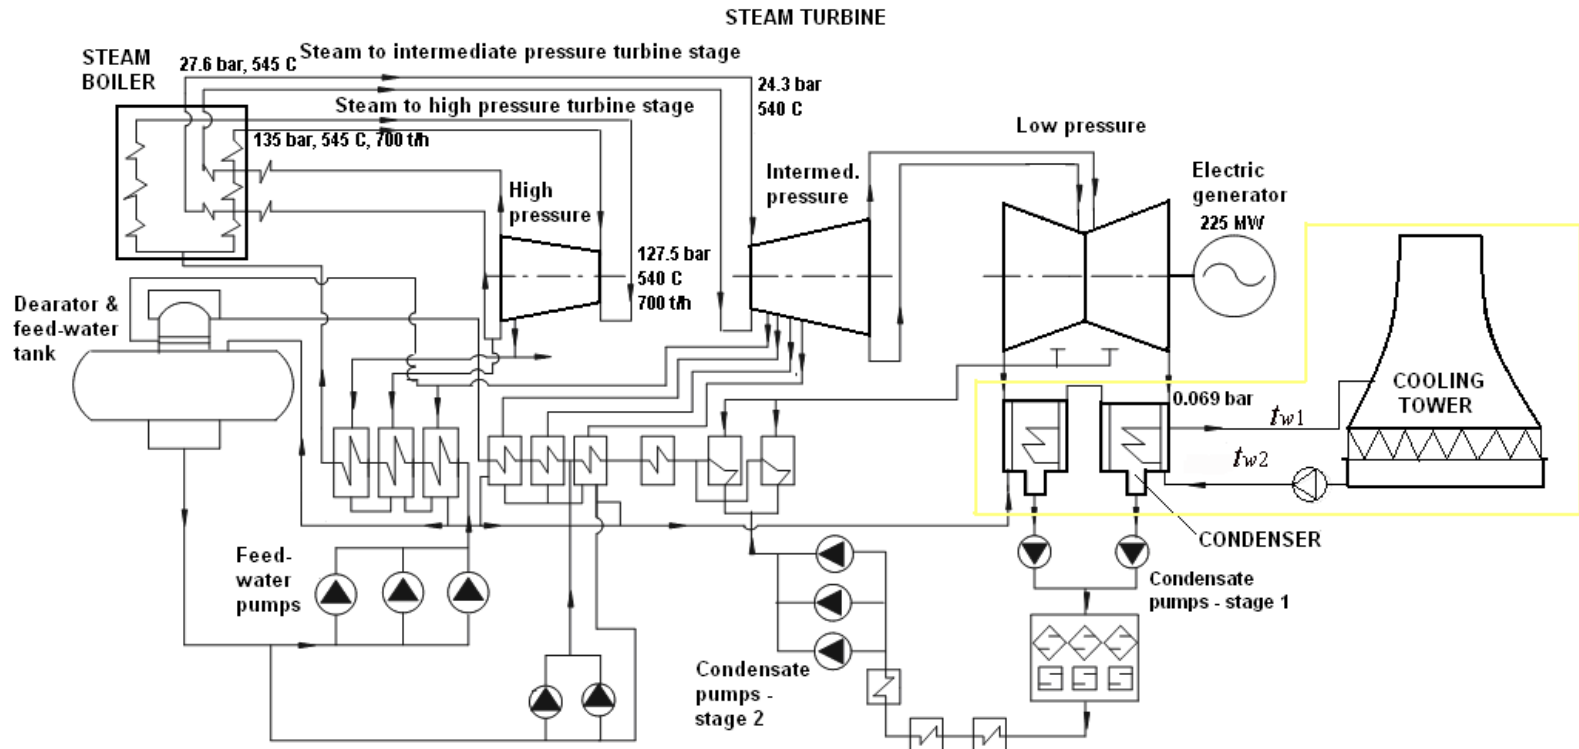 STEAM TURBINE
STEAM
BOILER
Steam to intermediate pressure turbine stage
27.6 bar, 545 C
24.3 bar
540 C
Steam to high pressure turbine stage
135 bar, 545 C, 700 t/h
Low pressure
High
pressure
Intermed.
pressure
Electric
generator
225 MW
127.5 bar
540 C
700 t/h
Dearator &
feed-water
tank
COOLING
TOWER
0.069 bar
tw1
tw2
CONDENSER
Feed-
water
pumps
Condensate
pumps - stage 1
Condensate
pumps -
stage 2